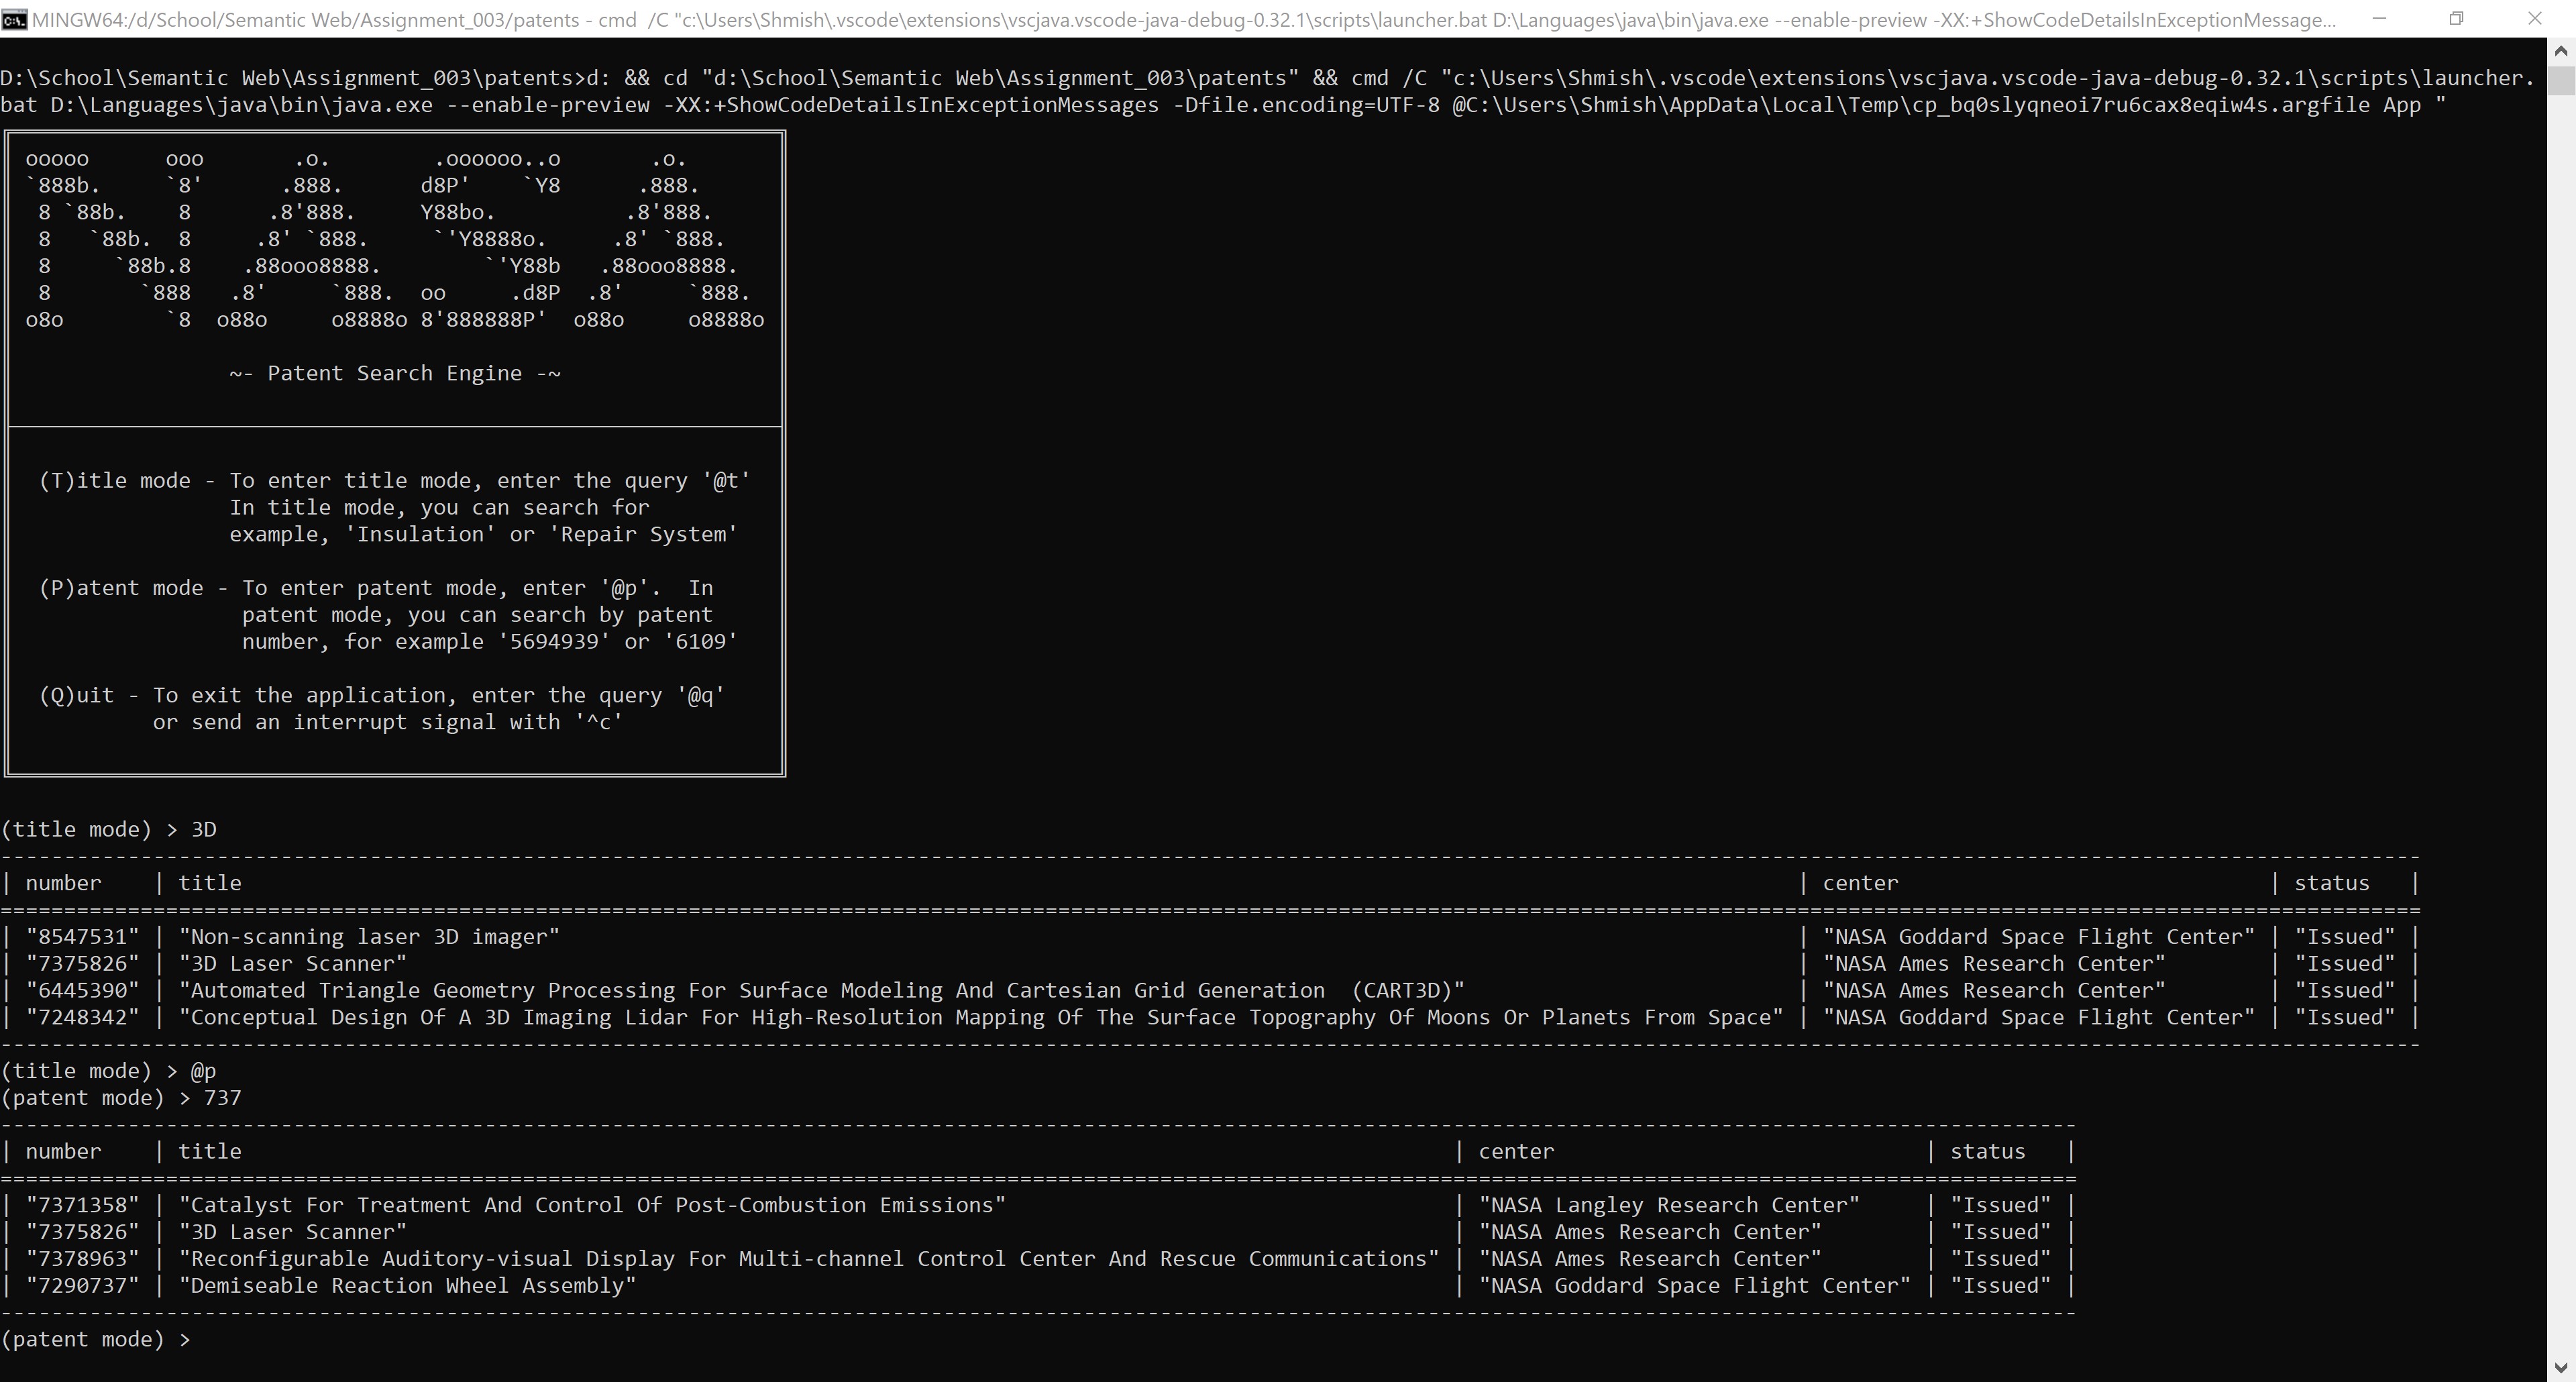 MINGW64:/d/School/Semantic Web/Assignment_003/patents - cmd  /C "c:\Users\Shmish\.vscode\extensions\vscjava.vscode-java-debug-0.32.1\scripts\launcher.bat D:\Languages\java\bin\java.exe --enable-preview -XX:+ShowCodeDetailsInExceptionMessage...
D:\School\Semantic Web\Assignment_003\patents>d: && cd "d:\School\Semantic Web\Assignment_003\patents" && cmd /C "c:\Users\Shmish\.vscode\extensions\vscjava.vscode-java-debug-0.32.1\scripts\launcher.
bat D:\Languages\java\bin\java.exe --enable-preview -XX:+ShowCodeDetailsInExceptionMessages -Dfile.encoding=UTF-8 @C:\Users\Shmish\AppData\Local\Temp\cp_bq0slyqneoi7ru6cax8eqiw4s.argfile App "
ooooo      ooo       .o.        .oooooo..o       .o.
`888b.     `8'      .888.      d8P'    `Y8      .888.
 8 `88b.    8      .8'888.     Y88bo.          .8'888.
 8   `88b.  8     .8' `888.     `'Y8888o.     .8' `888.
 8     `88b.8    .88ooo8888.        `'Y88b   .88ooo8888.
 8       `888   .8'     `888.  oo     .d8P  .8'     `888.
o8o        `8  o88o     o8888o 8'888888P'  o88o     o8888o
~- Patent Search Engine -~
(T)itle mode - To enter title mode, enter the query '@t'
In title mode, you can search for
example, 'Insulation' or 'Repair System'
(P)atent mode - To enter patent mode, enter '@p'.  In
patent mode, you can search by patent
number, for example '5694939' or '6109'
(Q)uit - To exit the application, enter the query '@q'
or send an interrupt signal with '^c'
(title mode) > 3D
| number    | title | center | status   |
| "8547531" | "Non-scanning laser 3D imager" | "NASA Goddard Space Flight Center" | "Issued" |
| "7375826" | "3D Laser Scanner" | "NASA Ames Research Center" | "Issued" |
| "6445390" | "Automated Triangle Geometry Processing For Surface Modeling And Cartesian Grid Generation  (CART3D)" | "NASA Ames Research Center" | "Issued" |
| "7248342" | "Conceptual Design Of A 3D Imaging Lidar For High-Resolution Mapping Of The Surface Topography Of Moons Or Planets From Space" | "NASA Goddard Space Flight Center" | "Issued" |
(title mode) > @p
(patent mode) > 737
| number    | title | center | status   |
| "7371358" | "Catalyst For Treatment And Control Of Post-Combustion Emissions" | "NASA Langley Research Center" | "Issued" |
| "7375826" | "3D Laser Scanner" | "NASA Ames Research Center" | "Issued" |
| "7378963" | "Reconfigurable Auditory-visual Display For Multi-channel Control Center And Rescue Communications" | "NASA Ames Research Center" | "Issued" |
| "7290737" | "Demiseable Reaction Wheel Assembly" | "NASA Goddard Space Flight Center" | "Issued" |
(patent mode) >